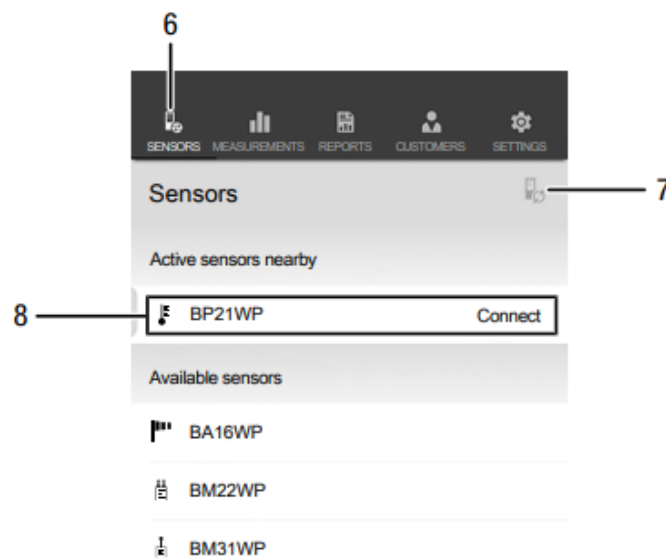 6
SENSORS MEASUREMENTS REPORTS CUSTOMERS SETTINGS
Sensors
7
Active sensors nearby
8
BP21WP Connect
Available sensors
BA16WP
BM22WP
BM31WP